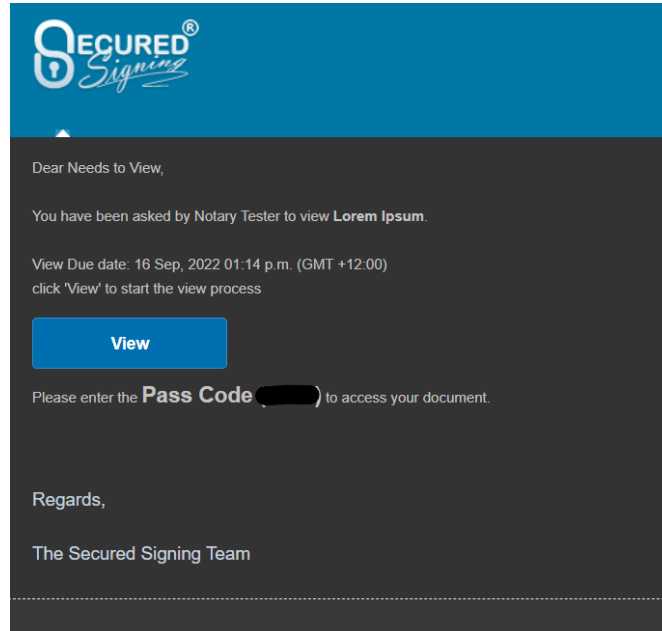 SECURED®
Signing
Dear Needs to View,
You have been asked by Notary Tester to view Lorem Ipsum.
View Due date: 16 Sep, 2022 01:14 p.m. (GMT +12:00)
click 'View' to start the view process
View
Please enter the Pass Code ( ) to access your document.
Regards,
The Secured Signing Team